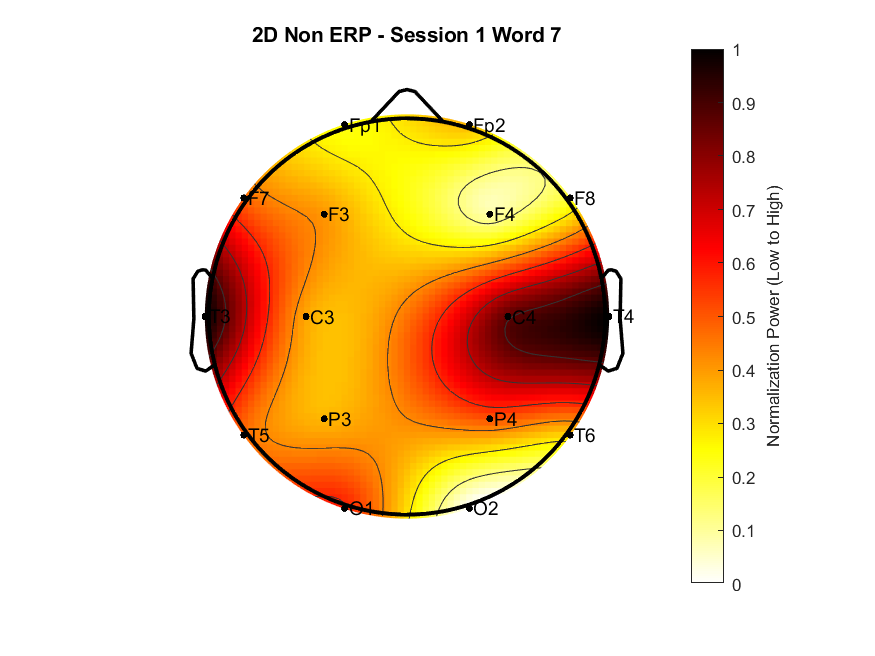 2D Non ERP - Session 1 Word 7
Fp1
Fp2
F7
F3
F4
F8
T3
C3
C4
T4
T5
P3
P4
T6
O1
O2
1
0.9
0.8
0.7
0.6
0.5
0.4
0.3
0.2
0.1
0
Normalization Power (Low to High)